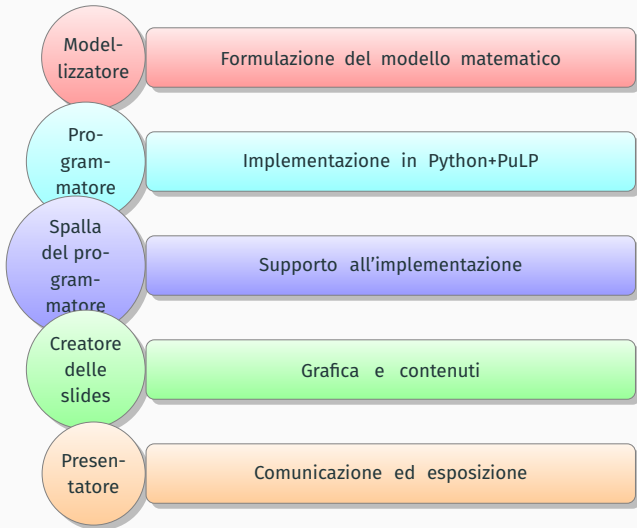 Model-
lizzatore
Formulazione del modello matematico
Pro-
gram-
matore
Implementazione in Python+PuLP
Spalla
del pro-
gram-
matore
Supporto all'implementazione
Creatore
delle
slides
Grafica e contenuti
Presen-
tatore
Comunicazione ed esposizione